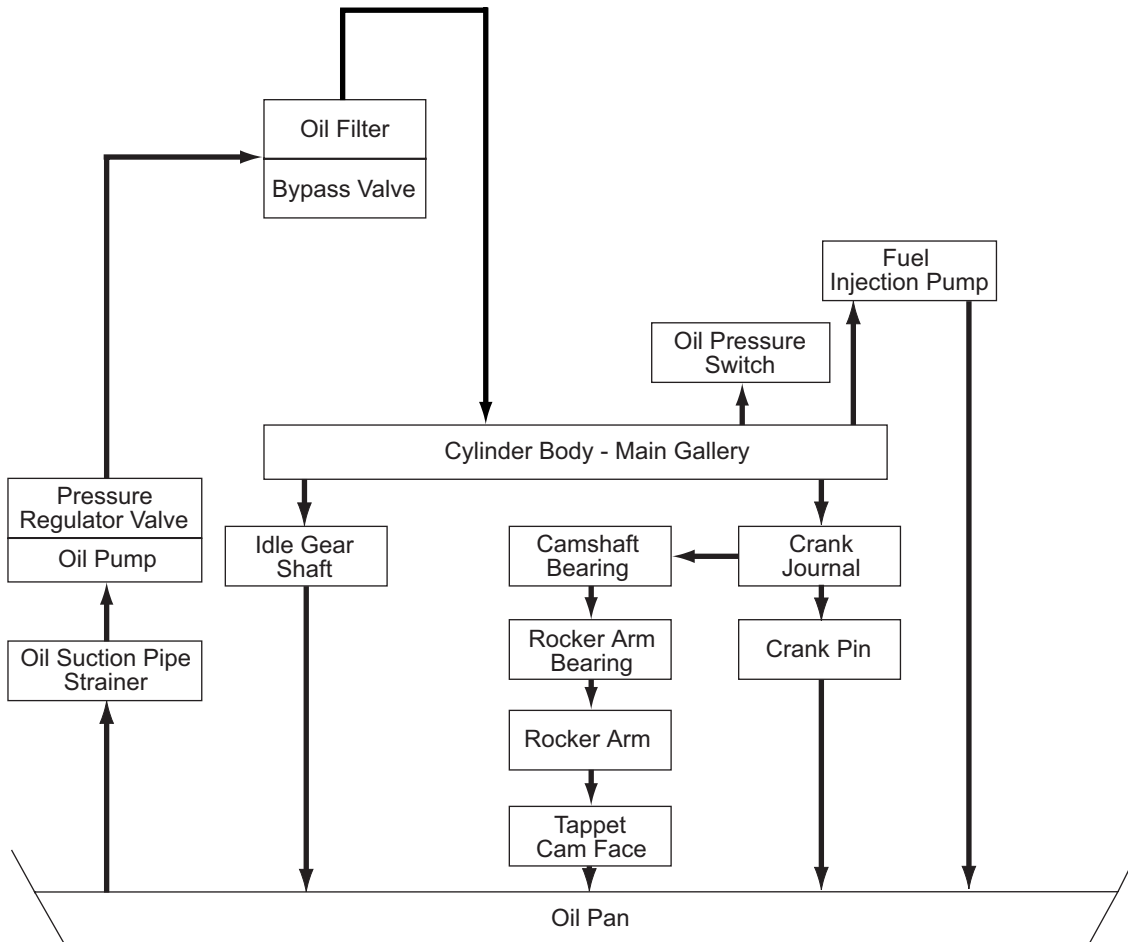 Oil Filter
Bypass Valve
Fuel
Injection Pump
Oil Pressure
Switch
Cylinder Body - Main Gallery
Pressure
Regulator Valve
Oil Pump
Idle Gear
Shaft
Camshaft
Bearing
Crank
Journal
Oil Suction Pipe
Strainer
Rocker Arm
Bearing
Crank Pin
Rocker Arm
Tappet
Cam Face
Oil Pan